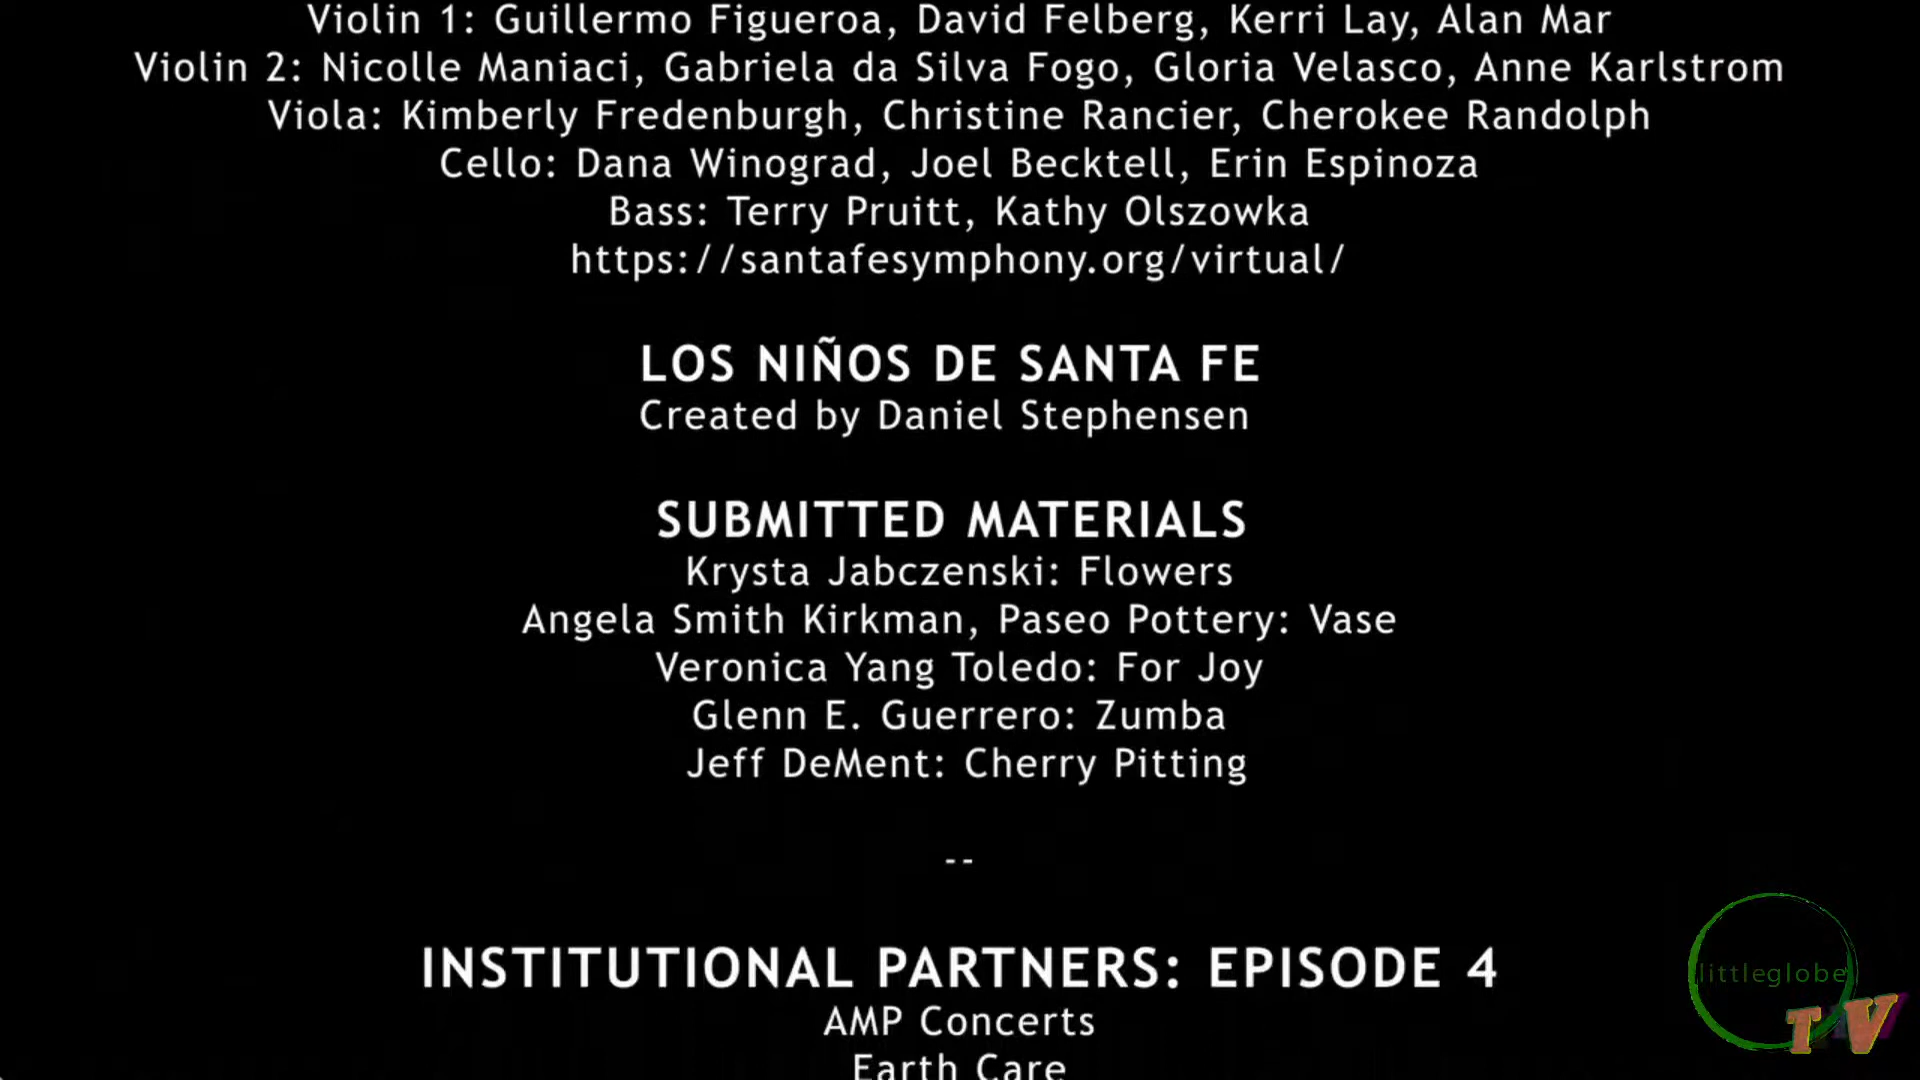 Violin 1: Guillermo Figueroa, David Felberg, Kerri Lay, Alan Mar
Violin 2: Nicolle Maniaci, Gabriela da Silva Fogo, Gloria Velasco, Anne Karlstrom
Viola: Kimberly Fredenburgh, Christine Rancier, Cherokee Randolph
Cello: Dana Winograd, Joel Becktell, Erin Espinoza
Bass: Terry Pruitt, Kathy Olszowka
https://santafesymphony.org/virtual/
LOS NIÑOS DE SANTA FE
Created by Daniel Stephensen
SUBMITTED MATERIALS
Krysta Jabczenski: Flowers
Angela Smith Kirkman, Paseo Pottery: Vase
Veronica Yang Toledo: For Joy
Glenn E. Guerrero: Zumba
Jeff DeMent: Cherry Pitting
--
INSTITUTIONAL PARTNERS: EPISODE 4
AMP Concerts
Earth Care
littleglobe
TV